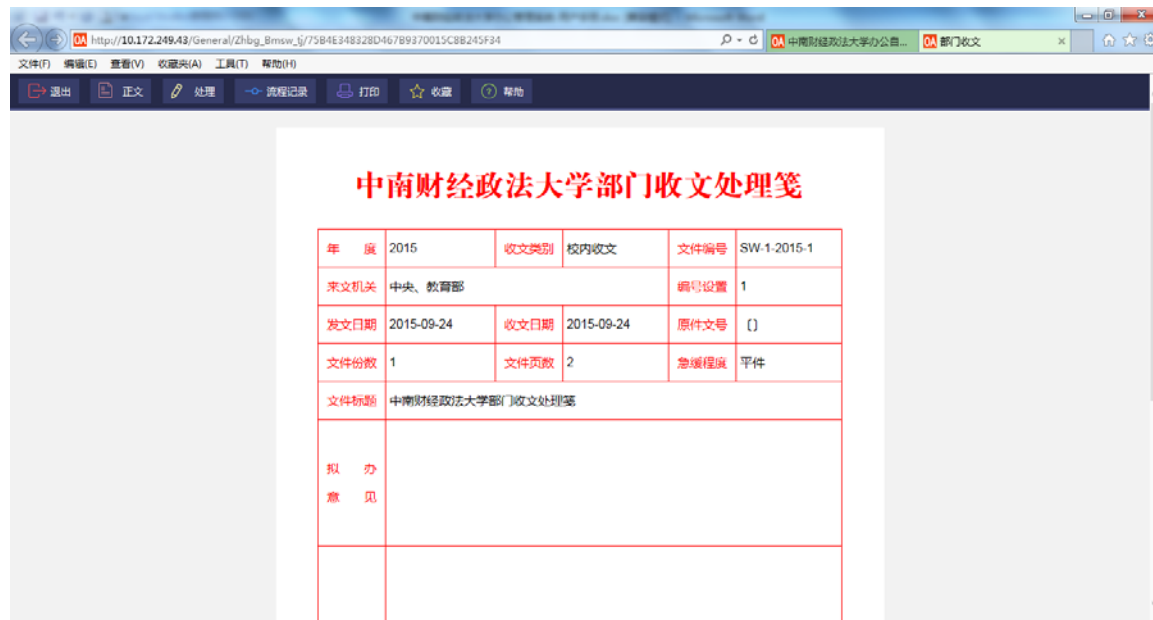 http://10.172.249.43/General/Zhbg_Bmsw_tj/75B4E348328D467B9370015C8B245F34
OA 中南财经政法大学办公自... OA 部门收文
文件(F) 编辑(E) 查看(V) 收藏夹(A) 工具(T) 帮助(H)
退出 正文 处理 流程记录 打印 收藏 帮助
中南财经政法大学部门收文处理笺
年 度 2015 收文类别 校内收文 文件编号 SW-1-2015-1
来文机关 中央、教育部 编号设置 1
发文日期 2015-09-24 收文日期 2015-09-24 原件文号 〔〕
文件份数 1 文件页数 2 急缓程度 平件
文件标题 中南财经政法大学部门收文处理笺
拟 办
意 见